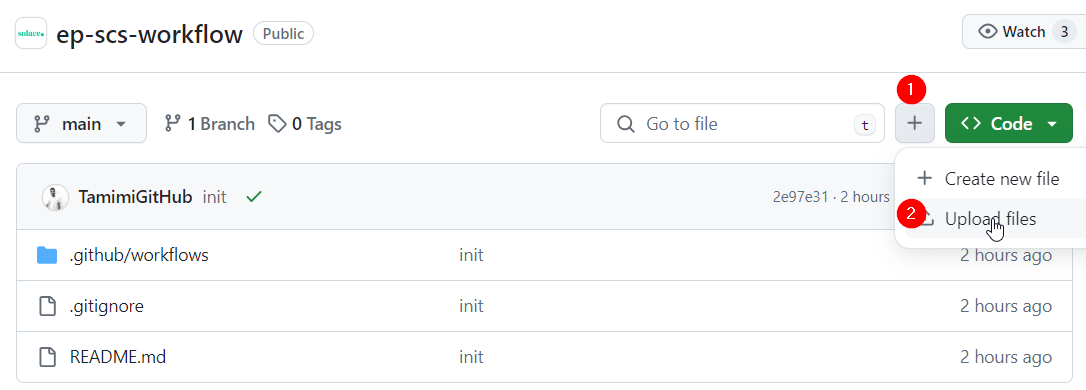 solace. ep-scs-workflow Public Watch 3
1
main 1 Branch 0 Tags Go to file t + Code
TamimiGitHub init 2e97e31 · 2 hours
+ Create new file
2 Upload files
.github/workflows init 2 hours ago
.gitignore init 2 hours ago
README.md init 2 hours ago